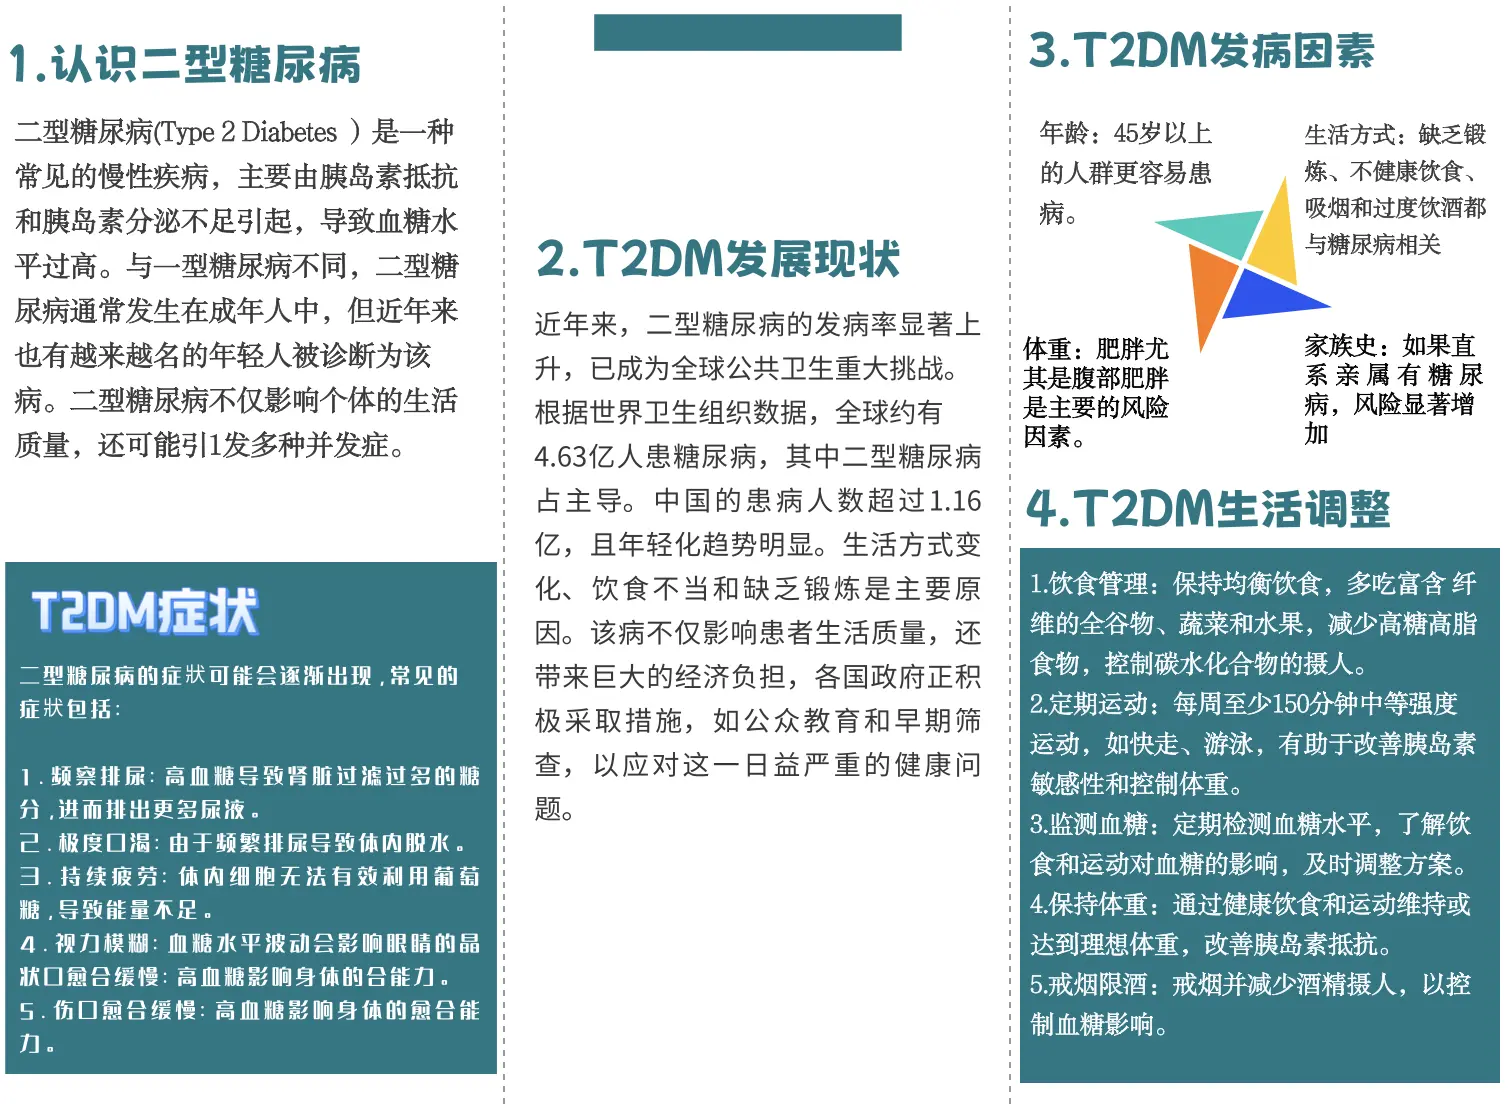 1.认识二型糖尿病
二型糖尿病(Type 2 Diabetes ）是一种
常见的慢性疾病，主要由胰岛素抵抗
和胰岛素分泌不足引起，导致血糖水
平过高。与一型糖尿病不同，二型糖
尿病通常发生在成年人中，但近年来
也有越来越名的年轻人被诊断为该
病。二型糖尿病不仅影响个体的生活
质量，还可能引1发多种并发症。
T2DM症状
二型糖尿病的症狀可能会逐渐出现,常见的
症狀包括:
1.频察排尿:高血糖导致肾脏过滤过多的糖
分,进而排出更多尿液。
2.极度口渴:由于频繁排尿导致体内脱水。
3.持续疲劳:体内细胞无法有效利用葡萄
糖,导致能量不足。
4.视力模糊:血糖水平波动会影响眼睛的晶
状口愈合缓慢:高血糖影响身体的合能力。
5.伤口愈合缓慢:高血糖影响身体的愈合能
力。
2.T2DM发展现状
近年来，二型糖尿病的发病率显著上
升，已成为全球公共卫生重大挑战。
根据世界卫生组织数据，全球约有
4.63亿人患糖尿病，其中二型糖尿病
占主导。中国的患病人数超过1.16
亿，且年轻化趋势明显。生活方式变
化、饮食不当和缺乏锻炼是主要原
因。该病不仅影响患者生活质量，还
带来巨大的经济负担，各国政府正积
极采取措施，如公众教育和早期筛
查，以应对这一日益严重的健康问
题。
3.T2DM发病因素
年龄：45岁以上
的人群更容易患
病。
生活方式：缺乏锻
炼、不健康饮食、
吸烟和过度饮酒都
与糖尿病相关
体重：肥胖尤
其是腹部肥胖
是主要的风险
因素。
家族史：如果直
系亲属有糖尿
病，风险显著增
加
4.T2DM生活调整
1.饮食管理：保持均衡饮食，多吃富含 纤
维的全谷物、蔬菜和水果，减少高糖高脂
食物，控制碳水化合物的摄人。
2.定期运动：每周至少150分钟中等强度
运动，如快走、游泳，有助于改善胰岛素
敏感性和控制体重。
3.监测血糖：定期检测血糖水平，了解饮
食和运动对血糖的影响，及时调整方案。
4.保持体重：通过健康饮食和运动维持或
达到理想体重，改善胰岛素抵抗。
5.戒烟限酒：戒烟并减少酒精摄人，以控
制血糖影响。